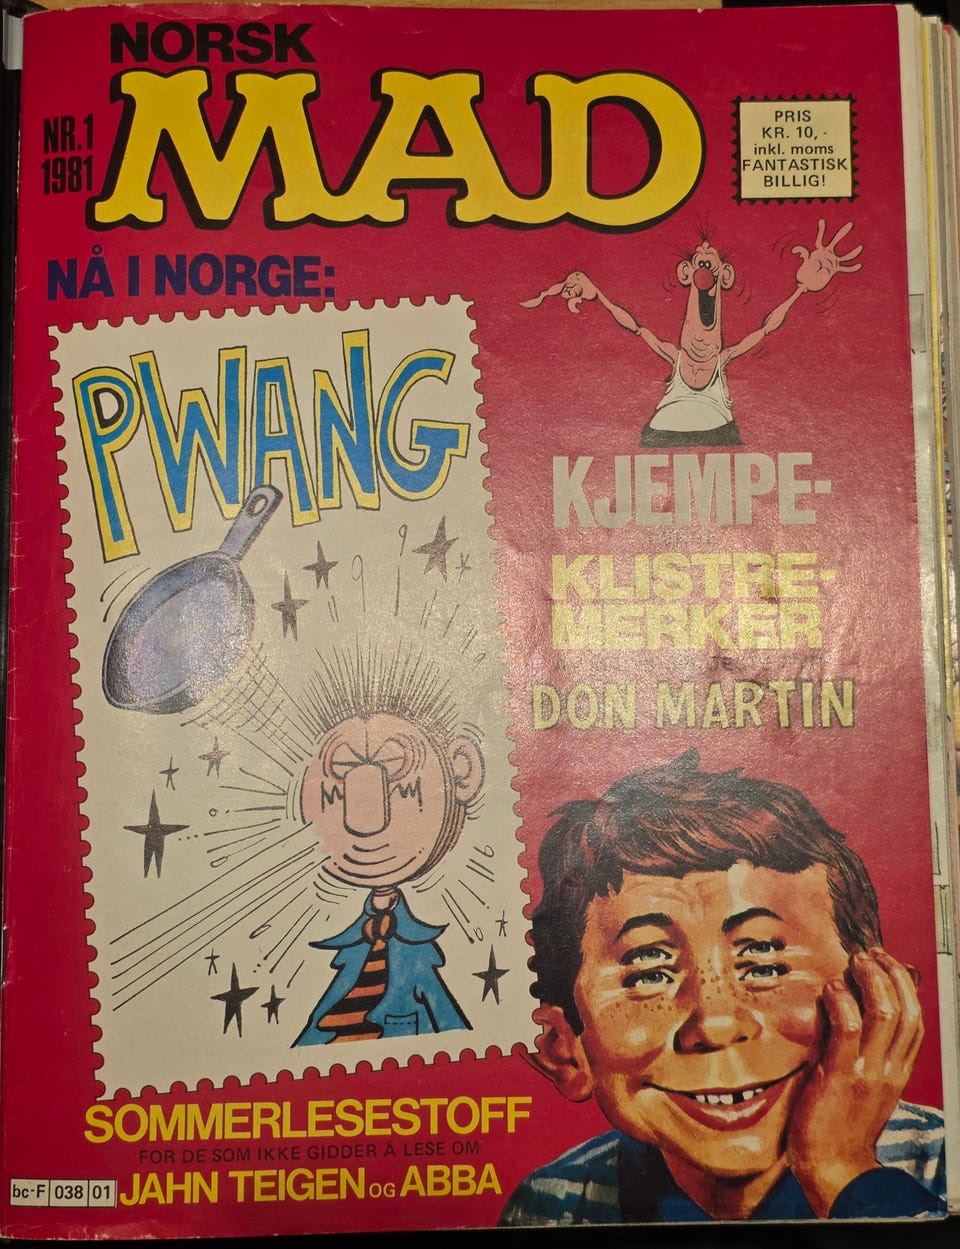 NORSK
MAD
NR.1
1981
PRIS
KR. 10,-
inkl. moms
FANTASTISK
BILLIG!
NÅ I NORGE:
PWANG
KJEMPE-
KLISTRE-
MERKER
DON MARTIN
SOMMERLESESTOFF
FOR DE SOM IKKE GIDDER Å LESE OM
JAHN TEIGEN OG ABBA
bc-F 038 01